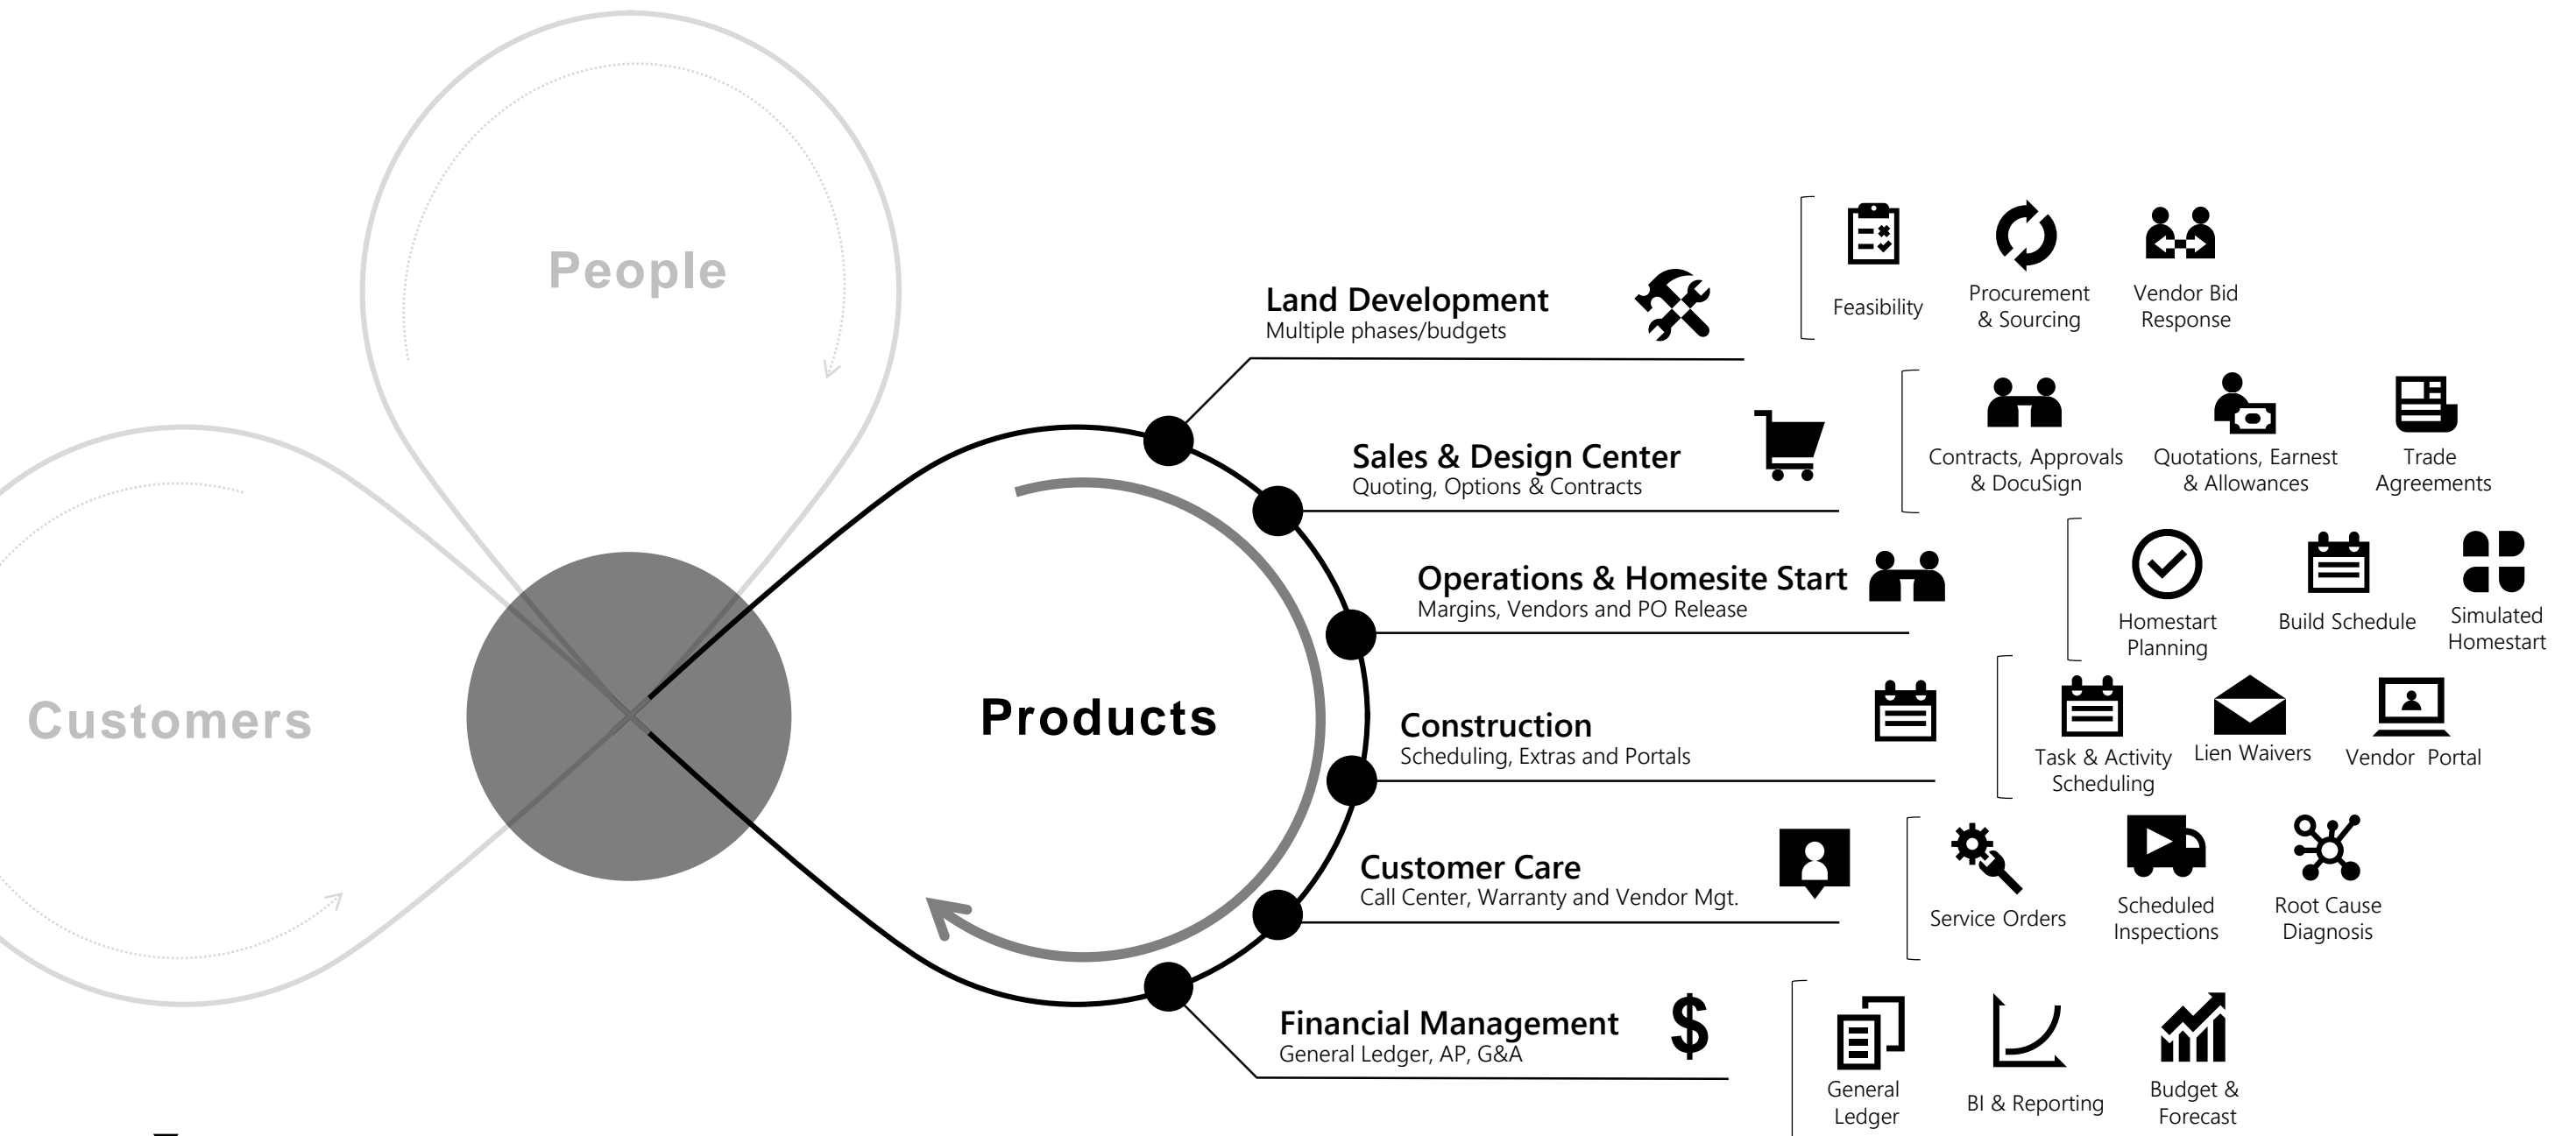 People
Customers
Products
Land Development
Multiple phases/budgets
Feasibility
Procurement
& Sourcing
Vendor Bid
Response
Sales & Design Center
Quoting, Options & Contracts
Contracts, Approvals
& DocuSign
Quotations, Earnest
& Allowances
Trade
Agreements
Operations & Homesite Start
Margins, Vendors and PO Release
Homestart
Planning
Build Schedule
Simulated
Homestart
Construction
Scheduling, Extras and Portals
Task & Activity
Scheduling
Lien Waivers
Vendor Portal
Customer Care
Call Center, Warranty and Vendor Mgt.
Service Orders
Scheduled
Inspections
Root Cause
Diagnosis
Financial Management
General Ledger, AP, G&A
$
General
Ledger
BI & Reporting
Budget &
Forecast